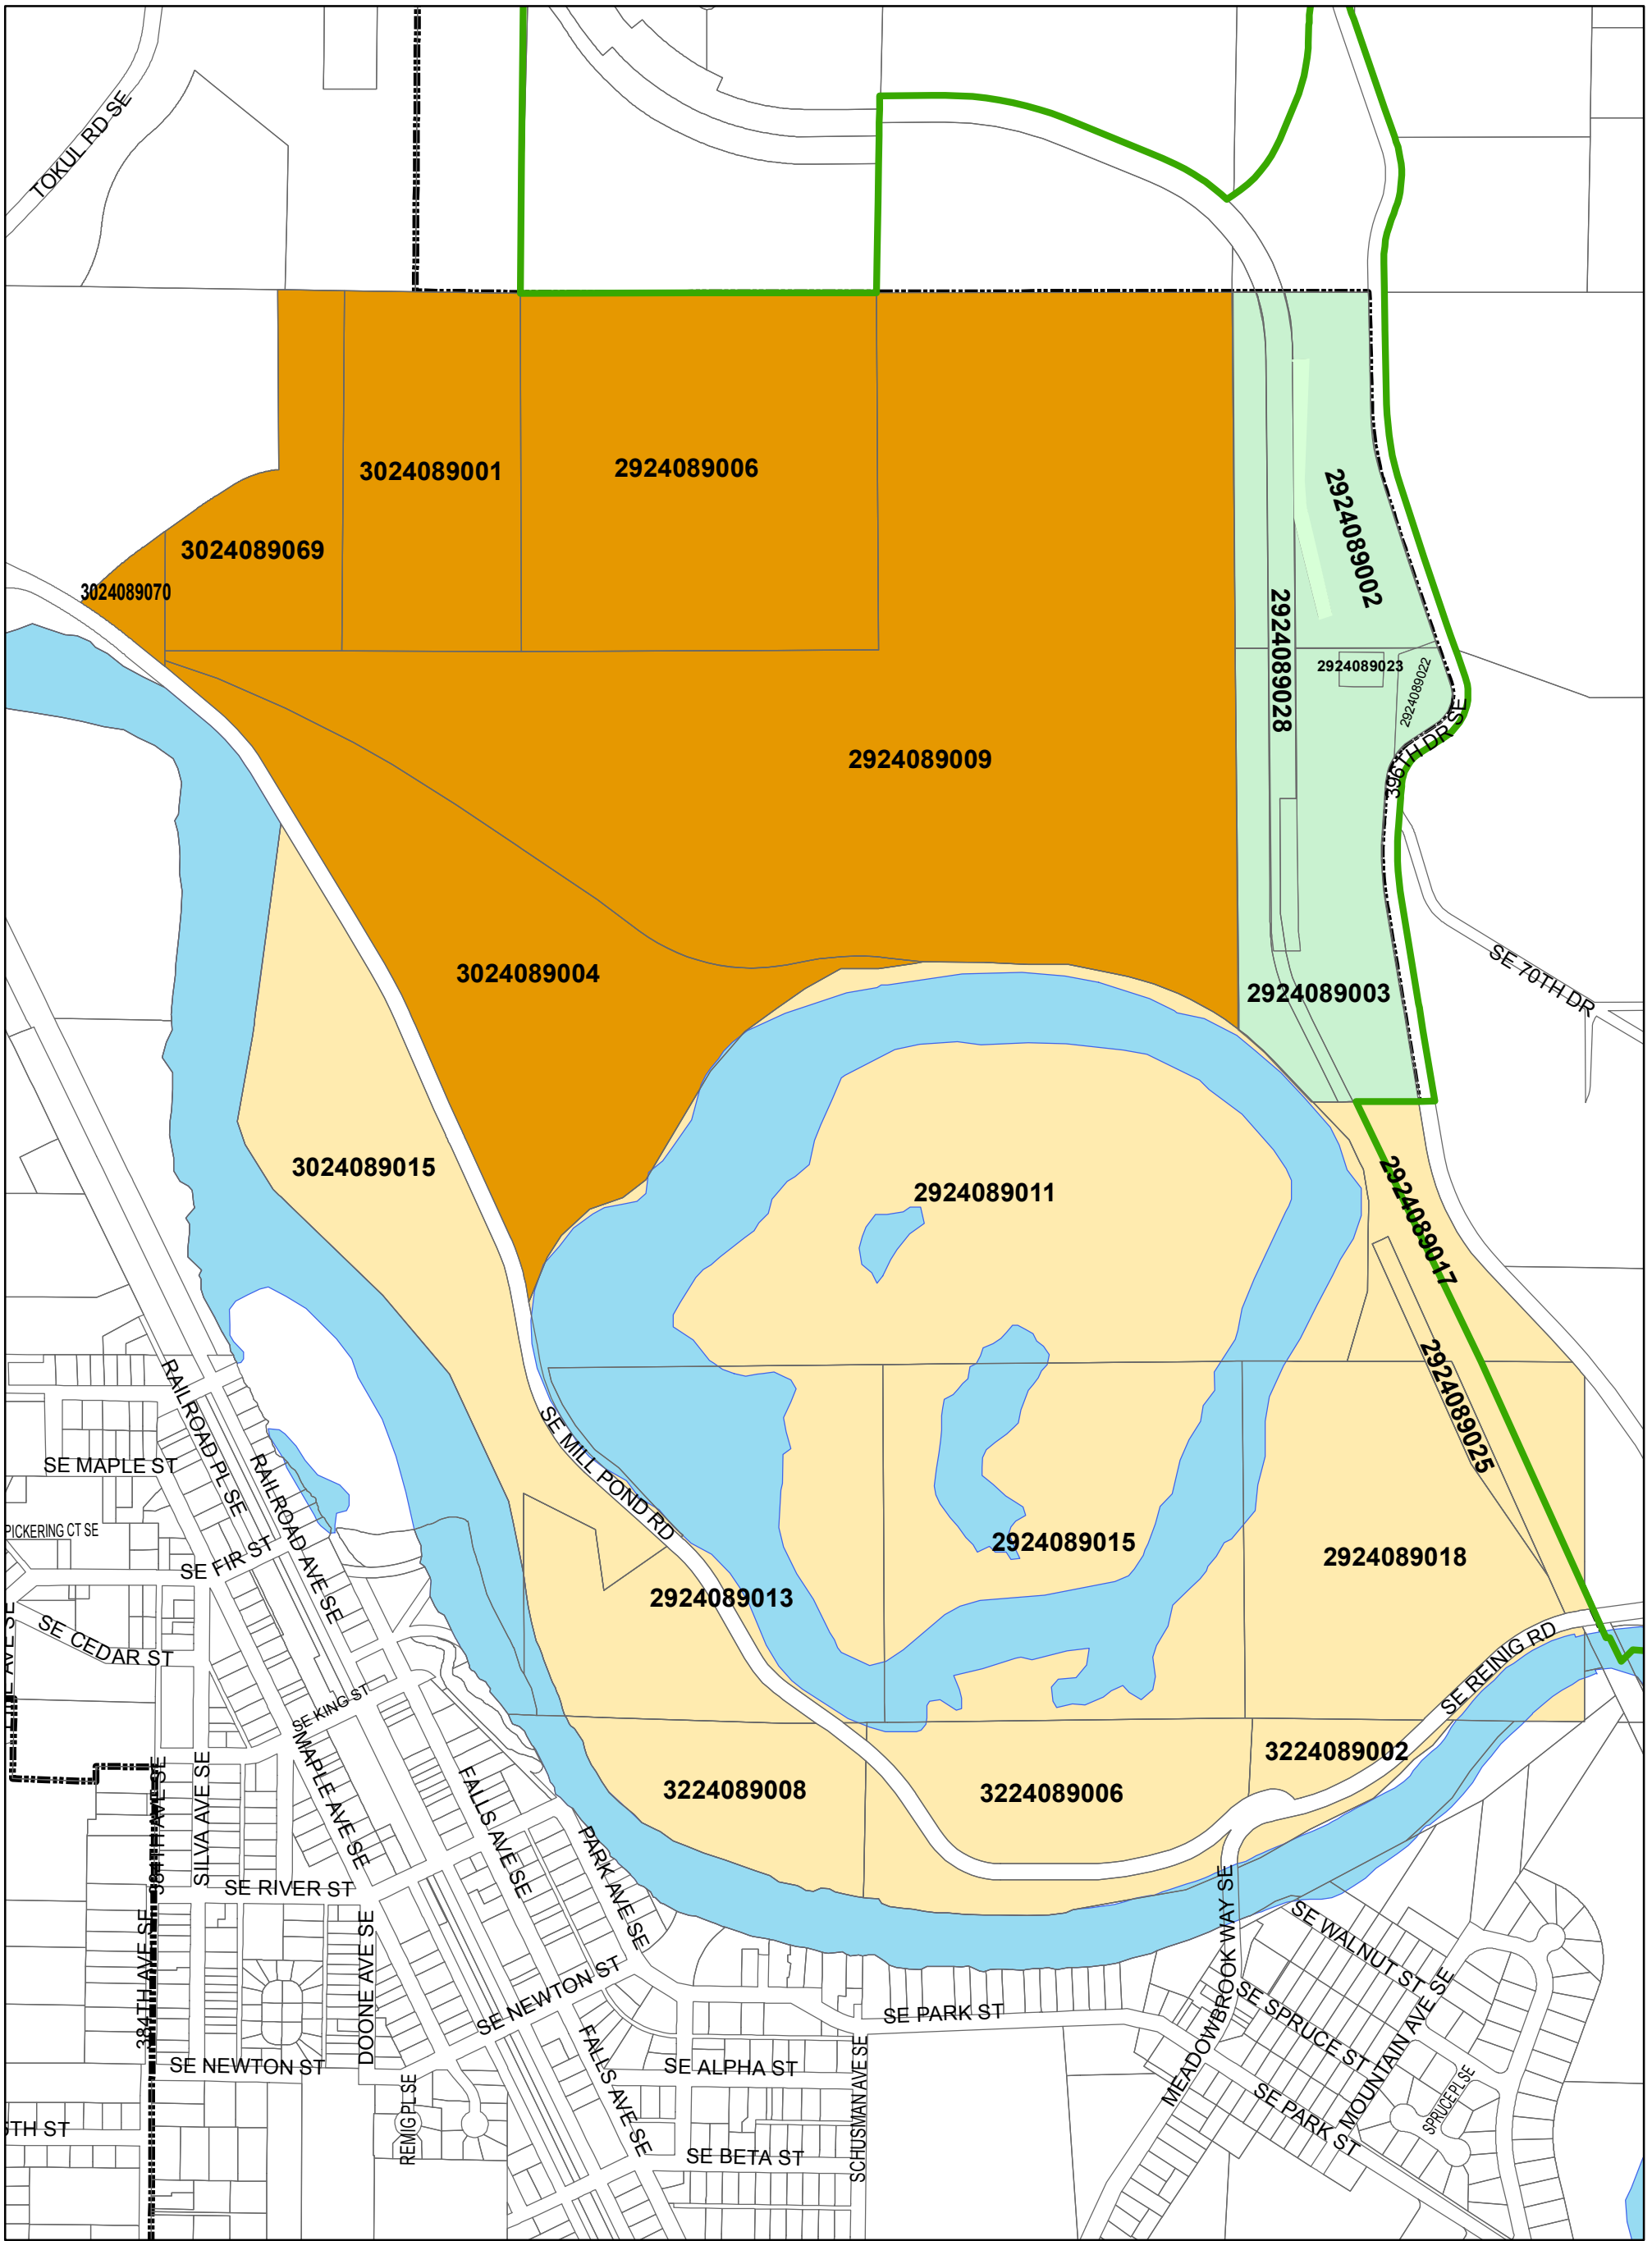 TOKUL RD SE
3024089001
2924089006
2924089002
3024089069
3024089070
2924089028
2924089023
2924089022
396TH DR SE
2924089009
3024089004
2924089003
SE 70TH DR
3024089015
2924089011
2924089017
2924089025
SE MILL POND RD
RAILROAD PL SE
RAILROAD AVE SE
SE MAPLE ST
PICKERING CT SE
SE FIR ST
2924089015
2924089018
2924089013
SE CEDAR ST
SE REINIG RD
SE KING ST
MAPLE AVE SE
3224089002
3224089008
3224089006
384TH AVE SE
SILVA AVE SE
FALLS AVE SE
PARK AVE SE
SE RIVER ST
MEADOWBROOK WAY SE
SE WALNUT ST
384TH AVE SE
DOONE AVE SE
SE NEWTON ST
SE PARK ST
SE SPRUCE ST
MOUNTAIN AVE SE
SE NEWTON ST
FALLS AVE SE
SE ALPHA ST
SCHUSMAN AVE SE
SE PARK ST
SPRUCE PL SE
REMIG PL SE
5TH ST
SE BETA ST